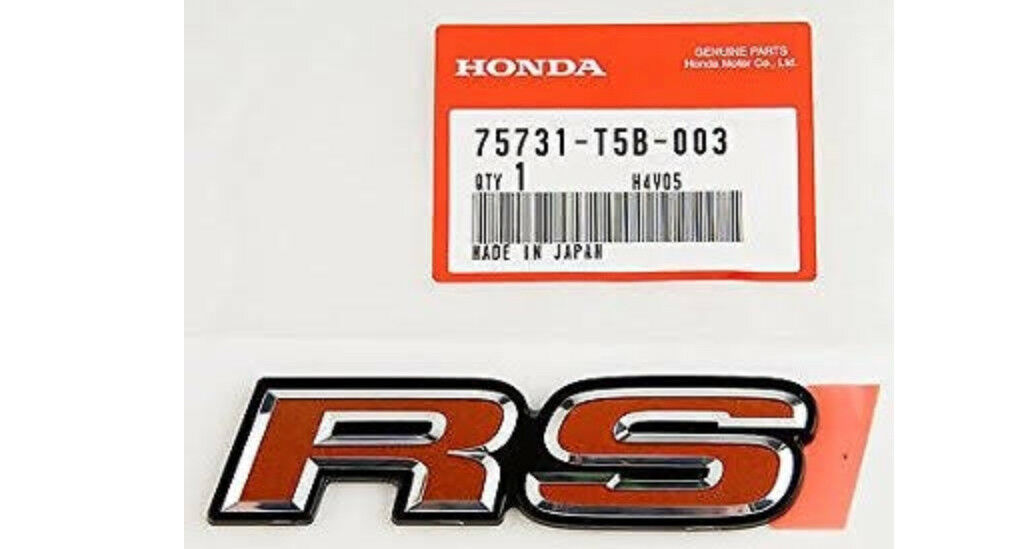 HONDA
GENUINE PARTS
Honda Motor Co., Ltd.
75731-T5B-003
QTY 1 H4V05
MADE IN JAPAN
RS